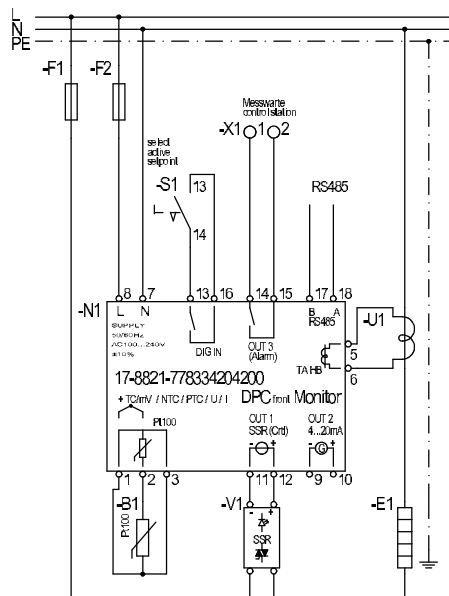 L
N
PE
-F1
-F2
Messwarte
control station
-X1 1 2
select
active
setpoint
-S1
13
14
RS485
8 7 13 16 14 15 17 18
-N1
L N
B A
RS485
SUPPLY
50/60Hz
AC100...240V
±10%
DIG IN
OUT 3
(Alarm)
TA HB
-U1
5
6
17-8821-778334204200 DPC front Monitor
+ TC/mV / NTC / PTC / U / I
Pt100
OUT 1
SSR (Ctrl)
OUT 2
4...20mA
- +
- +
G
1 2 3 11 12 9 10
-B1
Pt100
-V1
- +
SSR
-E1